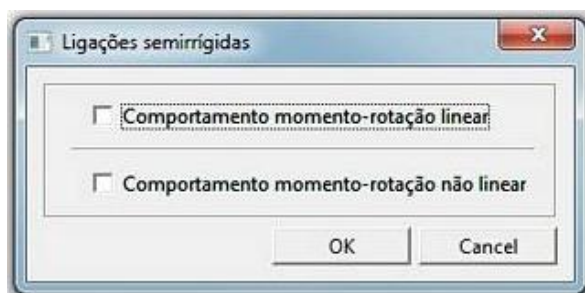 Ligações semirrígidas
Comportamento momento-rotação linear
Comportamento momento-rotação não linear
OK Cancel